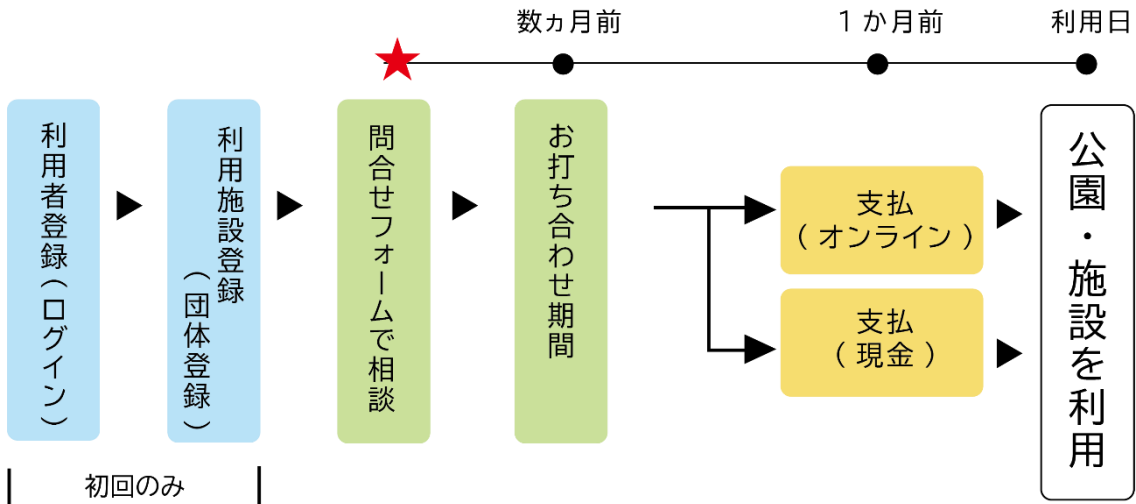 数ヵ月前
1か月前
利用日
利用者登録(ログイン)
利用施設登録
(団体登録)
問合せフォームで相談
お打ち合わせ期間
支払
(オンライン)
支払
(現金)
公園・施設を利用
初回のみ